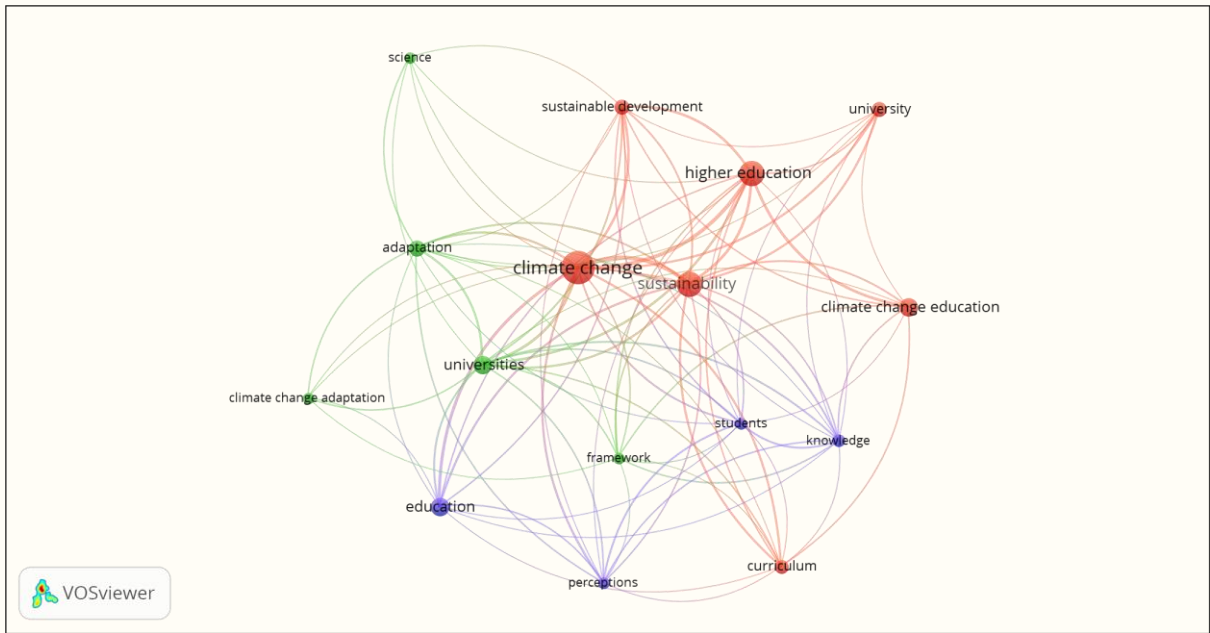 science
sustainable development
university
higher education
adaptation
climate change
sustainability
climate change education
universities
climate change adaptation
students
knowledge
framework
education
curriculum
perceptions
VOSviewer